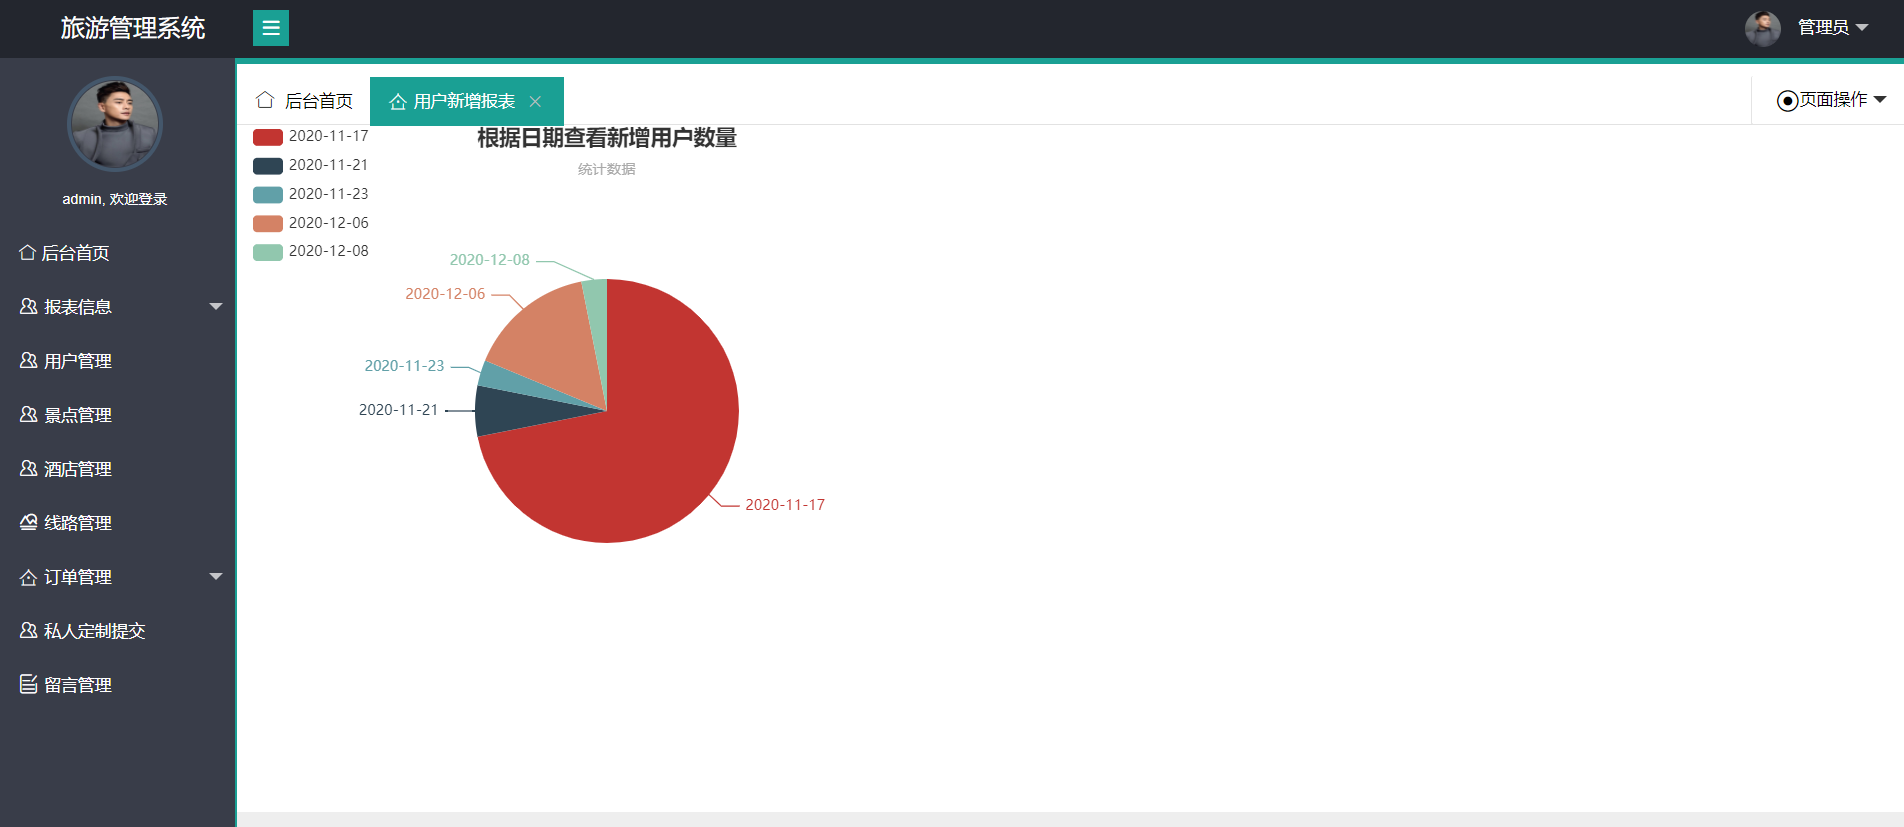 旅游管理系统
管理员
admin, 欢迎登录
后台首页
报表信息
用户管理
景点管理
酒店管理
线路管理
订单管理
私人定制提交
留言管理
后台首页
用户新增报表
页面操作
2020-11-17
2020-11-21
2020-11-23
2020-12-06
2020-12-08
根据日期查看新增用户数量
统计数据
2020-12-08
2020-12-06
2020-11-23
2020-11-21
2020-11-17